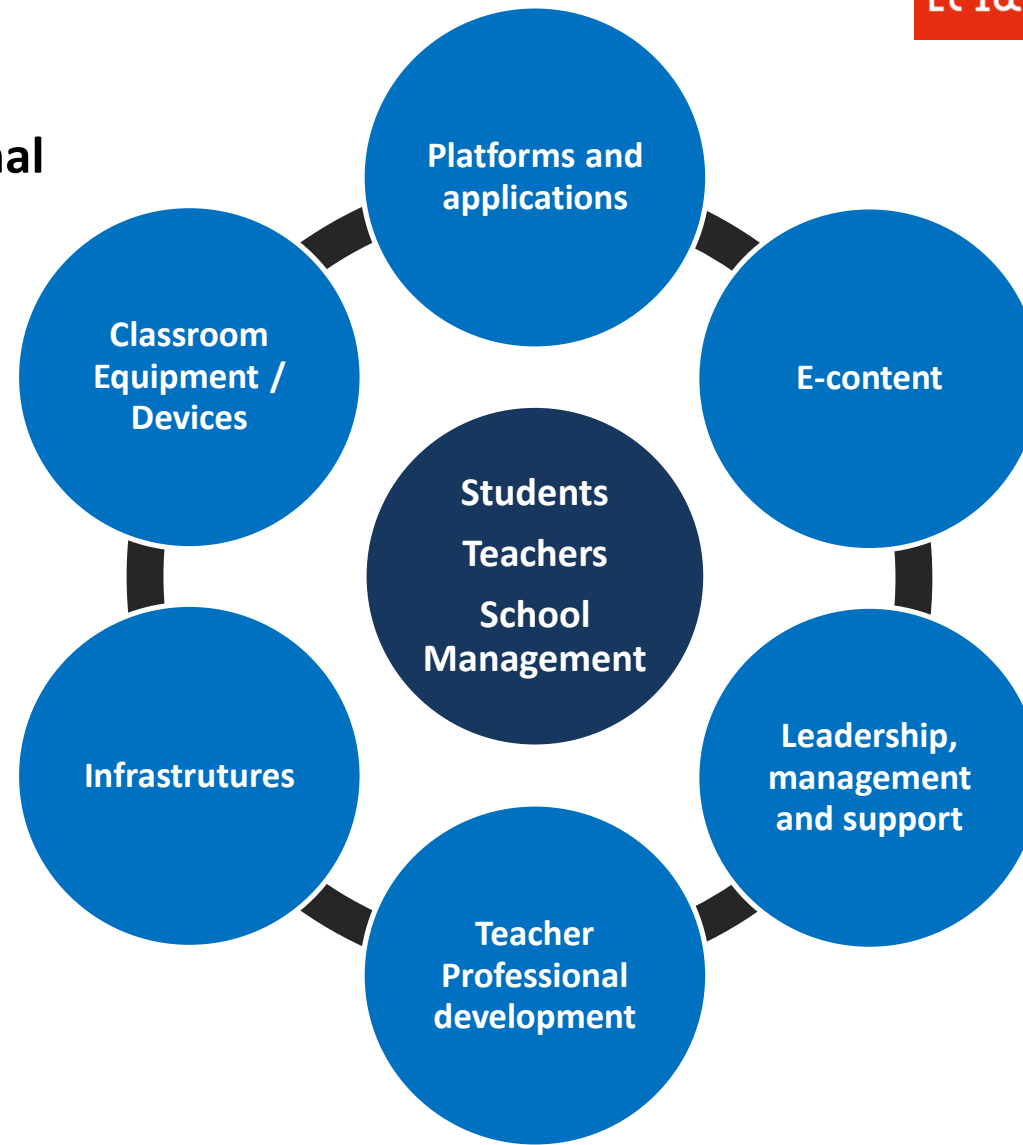 nal
Platforms and
applications
Classroom
Equipment /
Devices
E-content
Students
Teachers
School
Management
Infrastrutures
Leadership,
management
and support
Teacher
Professional
development